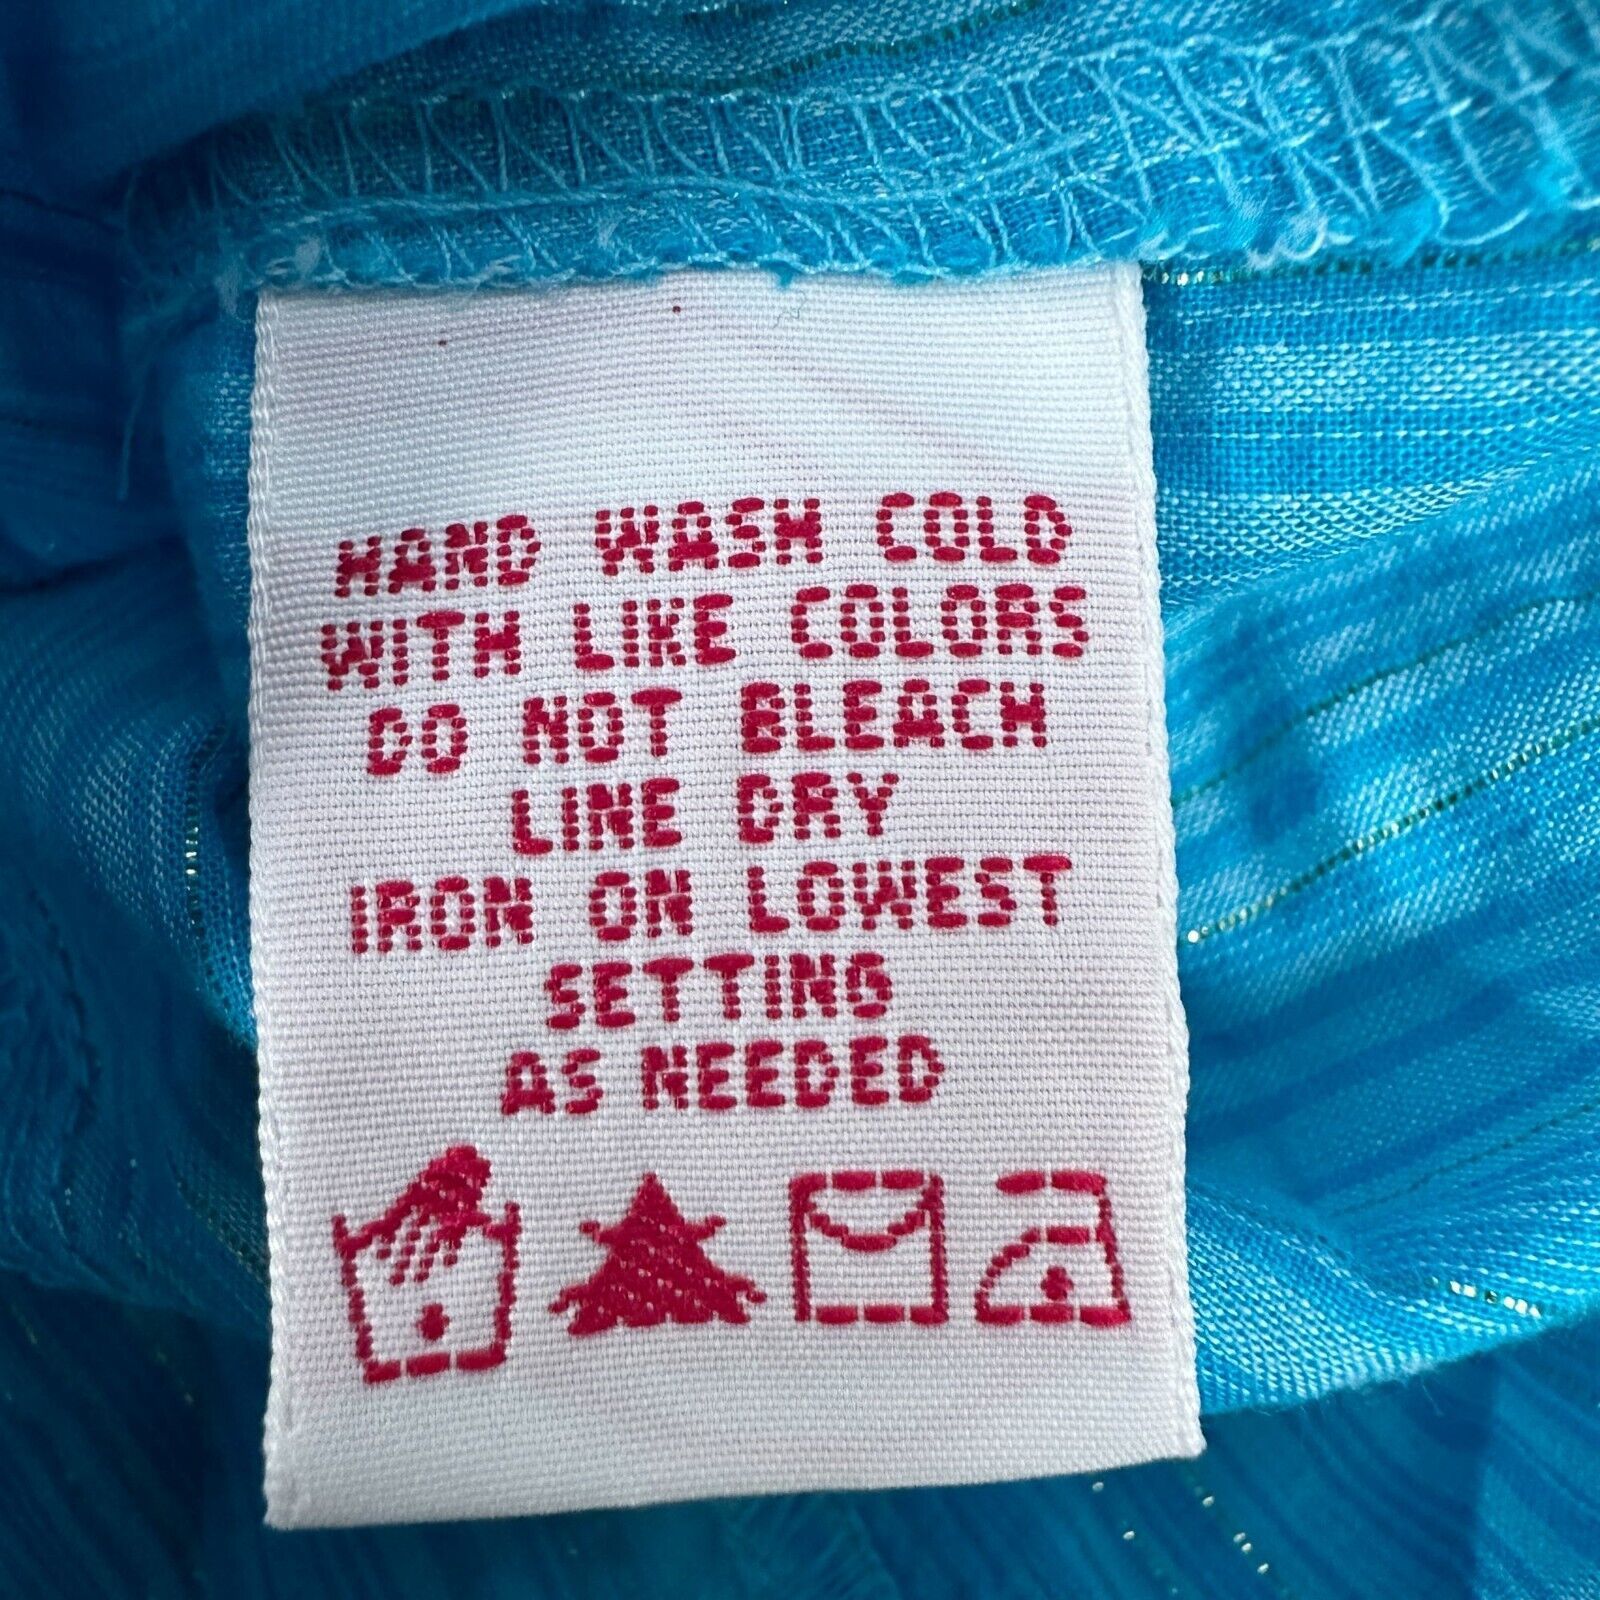 HAND WASH COLD
WITH LIKE COLORS
DO NOT BLEACH
LINE DRY
IRON ON LOWEST
SETTING
AS NEEDED